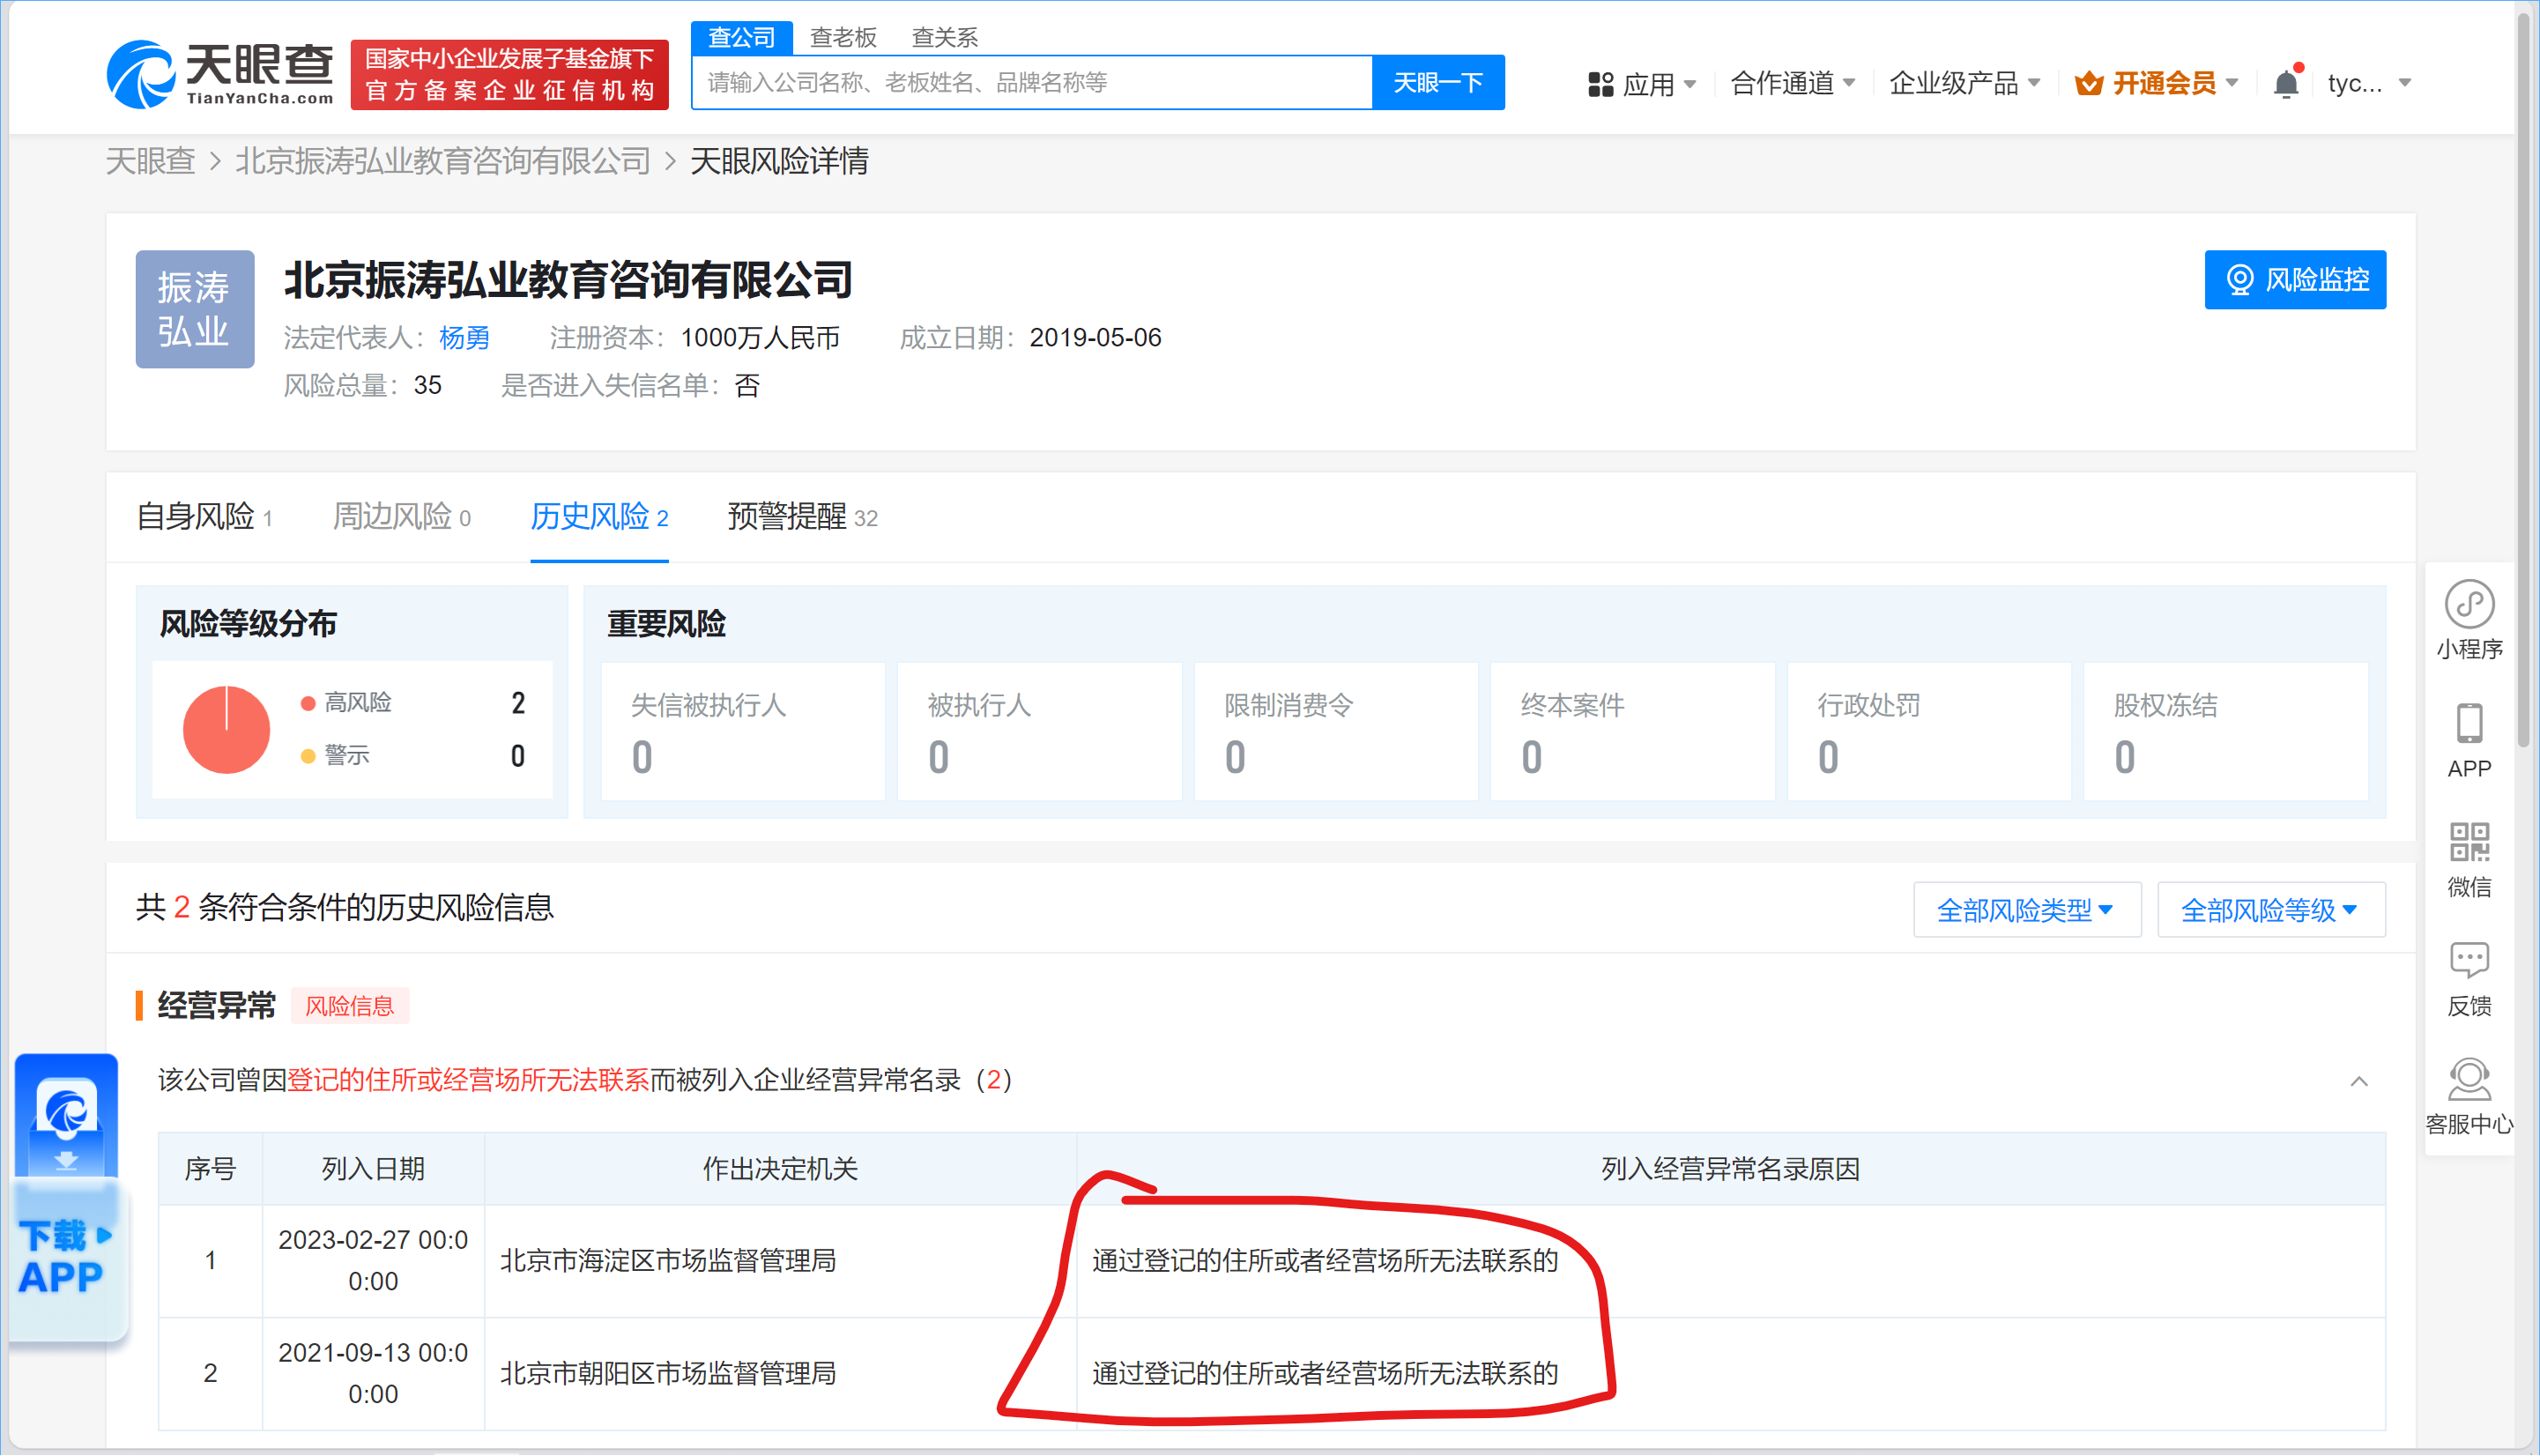 天眼查
TianYanCha.com
国家中小企业发展子基金旗下
官方备案企业征信机构
查公司 查老板 查关系
请输入公司名称、老板姓名、品牌名称等 天眼一下
应用 合作通道 企业级产品 开通会员 tyc...
天眼查 > 北京振涛弘业教育咨询有限公司 > 天眼风险详情
振涛
弘业
北京振涛弘业教育咨询有限公司
风险监控
法定代表人：杨勇 注册资本：1000万人民币 成立日期：2019-05-06
风险总量：35 是否进入失信名单：否
自身风险 1 周边风险 0 历史风险 2 预警提醒 32
风险等级分布
高风险 2
警示 0
重要风险
失信被执行人 被执行人 限制消费令 终本案件 行政处罚 股权冻结
0 0 0 0 0 0
共 2 条符合条件的历史风险信息
全部风险类型 全部风险等级
经营异常 风险信息
该公司曾因登记的住所或经营场所无法联系而被列入企业经营异常名录（2）
序号 列入日期 作出决定机关 列入经营异常名录原因
1 2023-02-27 00:0
0:00 北京市海淀区市场监督管理局 通过登记的住所或者经营场所无法联系的
2 2021-09-13 00:0
0:00 北京市朝阳区市场监督管理局 通过登记的住所或者经营场所无法联系的
小程序
APP
微信
反馈
客服中心
下载
APP